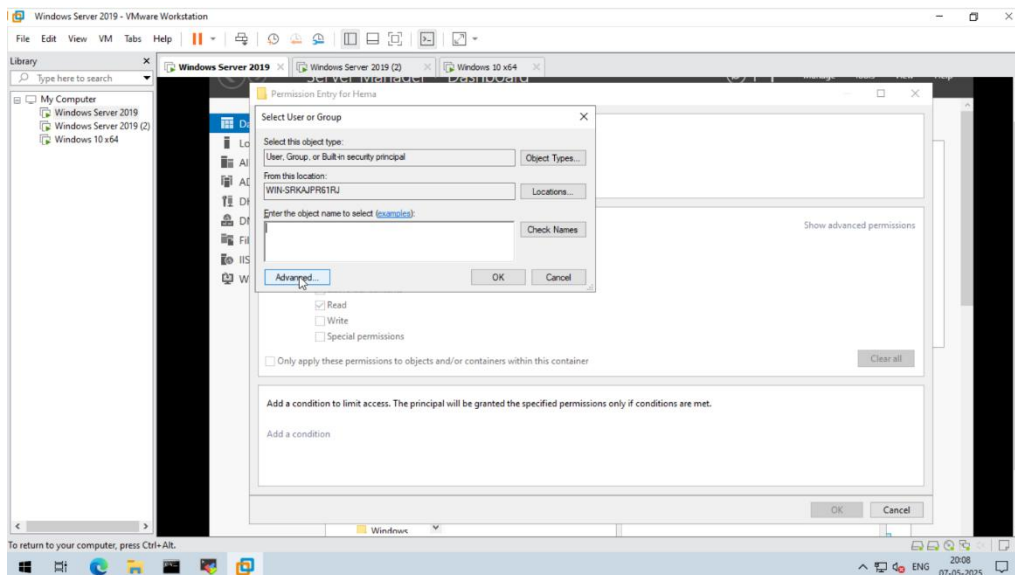 Windows Server 2019 - VMware Workstation
File Edit View VM Tabs Help
Library
Type here to search
My Computer
Windows Server 2019
Windows Server 2019 (2)
Windows 10 x64
Windows Server 2019 Windows Server 2019 (2) Windows 10 x64
Server Manager Dashboard
Permission Entry for Hema
Select User or Group
Select this object type:
User, Group, or Built-in security principal
Object Types...
From this location:
WIN-SRKAJPR61RJ
Locations...
Enter the object name to select (examples):
Check Names
Advanced...
OK Cancel
Show advanced permissions
Read
Write
Special permissions
Only apply these permissions to objects and/or containers within this container
Clear all
Add a condition to limit access. The principal will be granted the specified permissions only if conditions are met.
Add a condition
OK Cancel
Windows
To return to your computer, press Ctrl+Alt.
ENG
20:08
07-05-2025